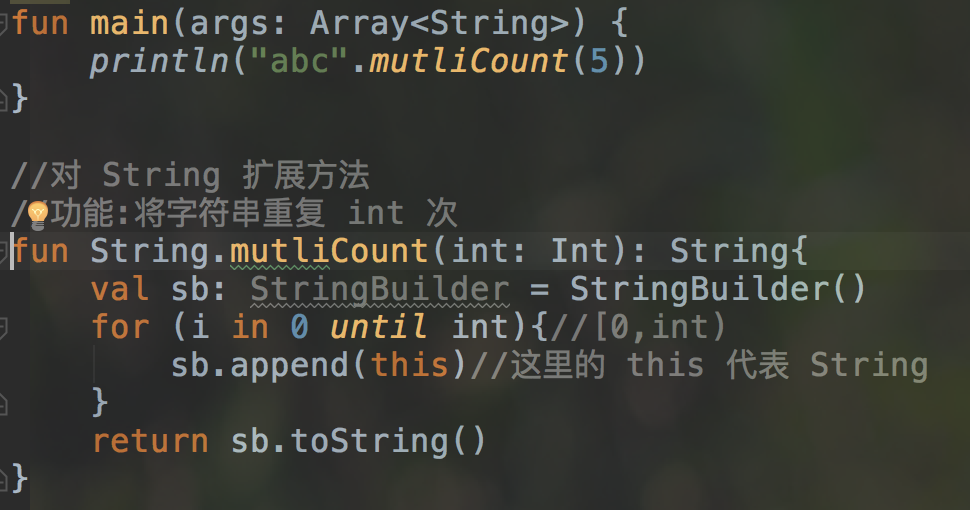 fun main(args: Array<String>) {
    println("abc".mutliCount(5))
}
//对 String 扩展方法
//功能:将字符串重复 int 次
fun String.mutliCount(int: Int): String{
    val sb: StringBuilder = StringBuilder()
    for (i in 0 until int){//[0,int)
        sb.append(this)//这里的 this 代表 String
    }
    return sb.toString()
}